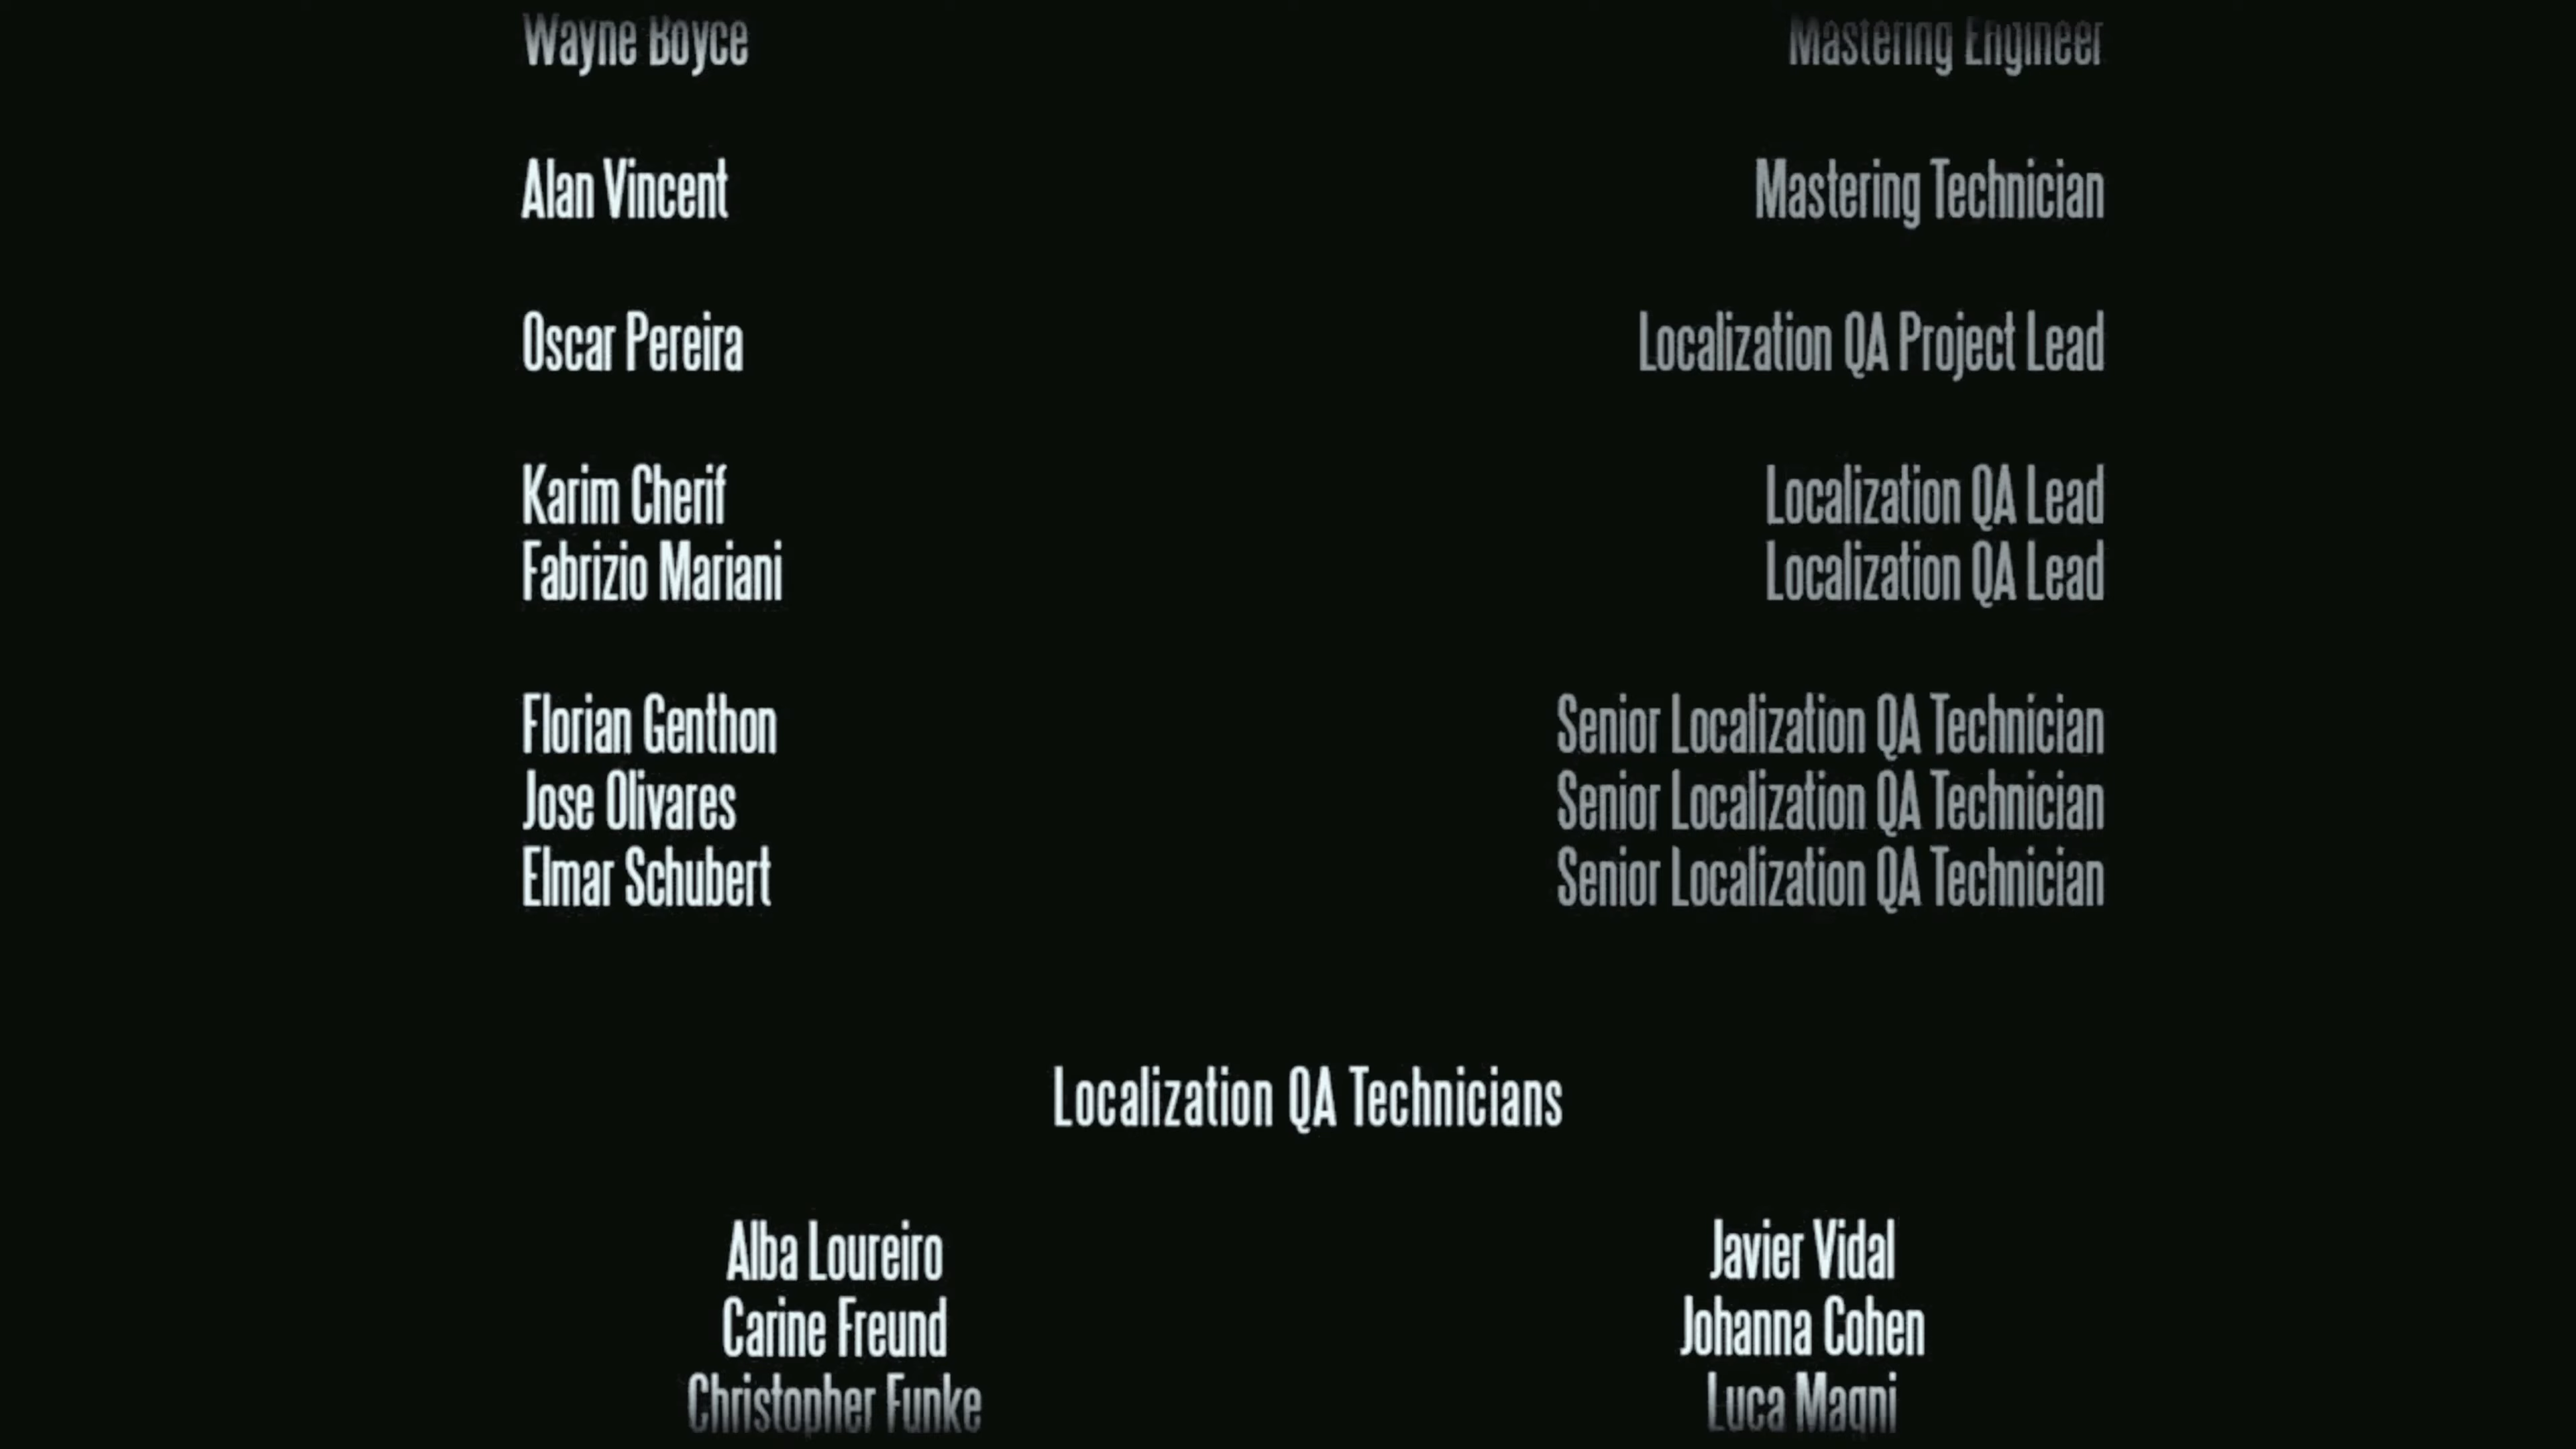 Wayne Boyce Mastering Engineer
Alan Vincent Mastering Technician
Oscar Pereira Localization QA Project Lead
Karim Cherif Localization QA Lead
Fabrizio Mariani Localization QA Lead
Florian Genthon Senior Localization QA Technician
Jose Olivares Senior Localization QA Technician
Elmar Schubert Senior Localization QA Technician
Localization QA Technicians
Alba Loureiro Javier Vidal
Carine Freund Johanna Cohen
Christopher Funke Luca Magni